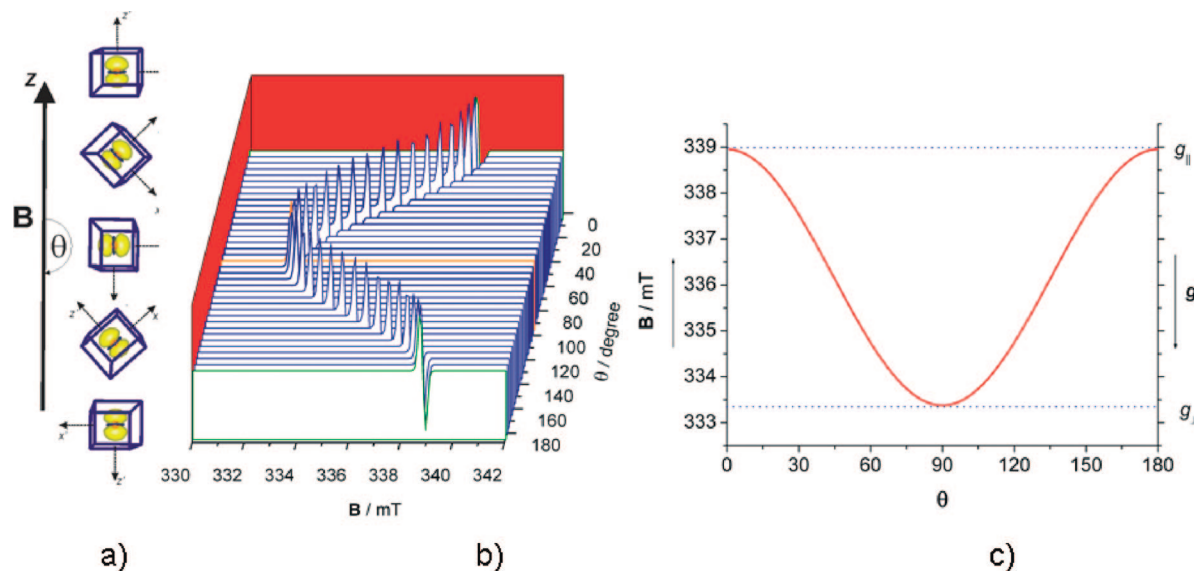 z'
z
x
B
θ
z
x
x'
z'
0
20
40
60
80
100
120
140
160
180
θ / degree
330 332 334 336 338 340 342
B / mT
339
338
337
336
335
334
333
B / mT
0 30 60 90 120 150 180
θ
g||
g
g⊥
a) b) c)